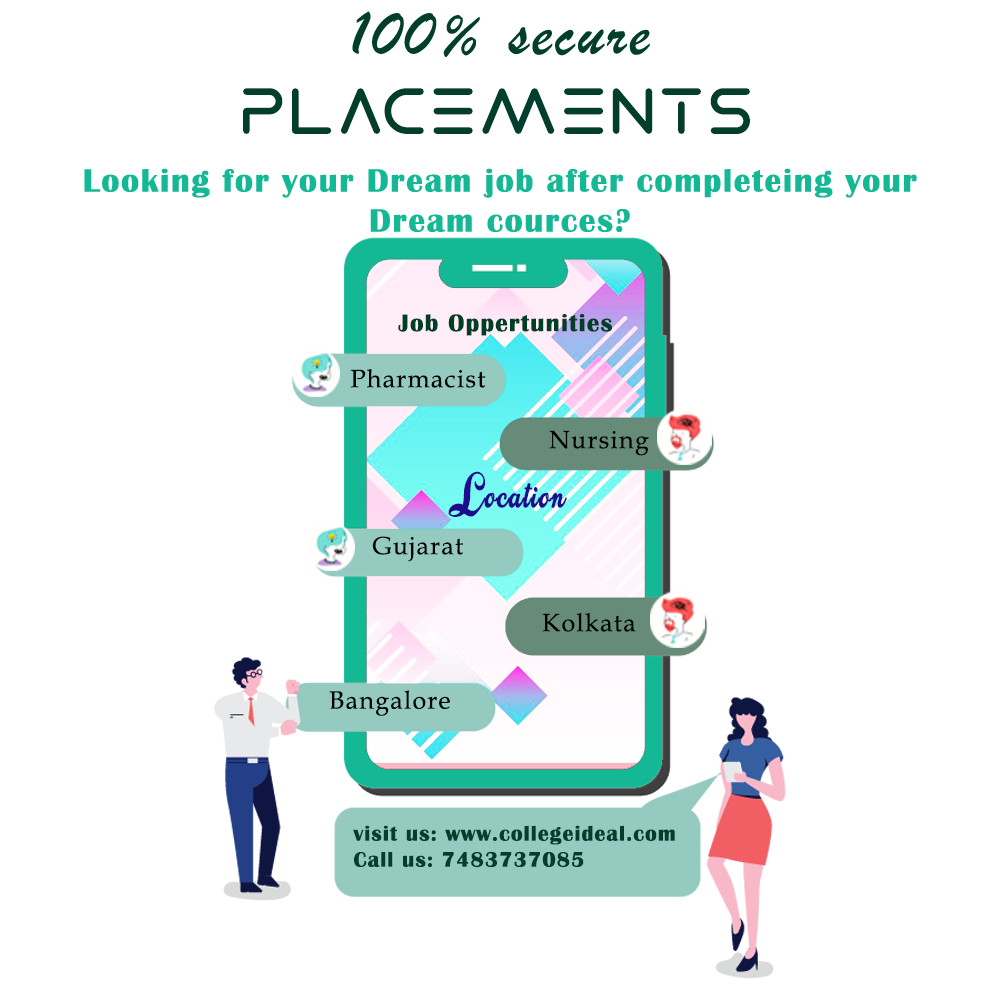 100% secure
PLACEMENTS
Looking for your Dream job after completeing your
Dream cources?
Job Oppertunities
Pharmacist
Nursing
Location
Gujarat
Kolkata
Bangalore
visit us: www.collegeideal.com
Call us: 7483737085